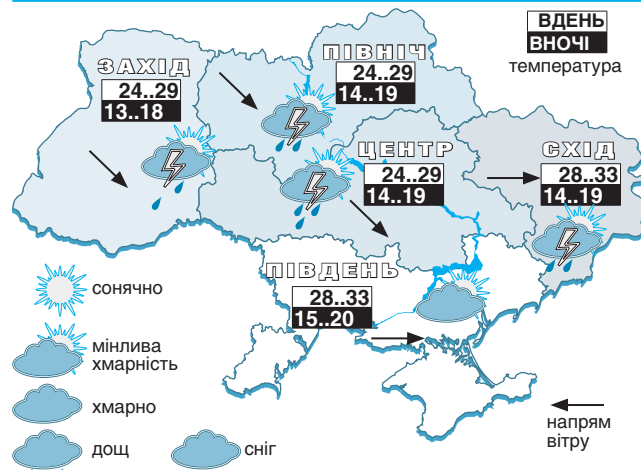 ВДЕНЬ
ВНОЧІ
температура
ПІВНІЧ
24..29
14..19
ЗАХІД
24..29
13..18
ЦЕНТР
24..29
14..19
СХІД
28..33
14..19
ПІВДЕНЬ
28..33
15..20
сонячно
мінлива
хмарність
хмарно
дощ
сніг
напрям
вітру